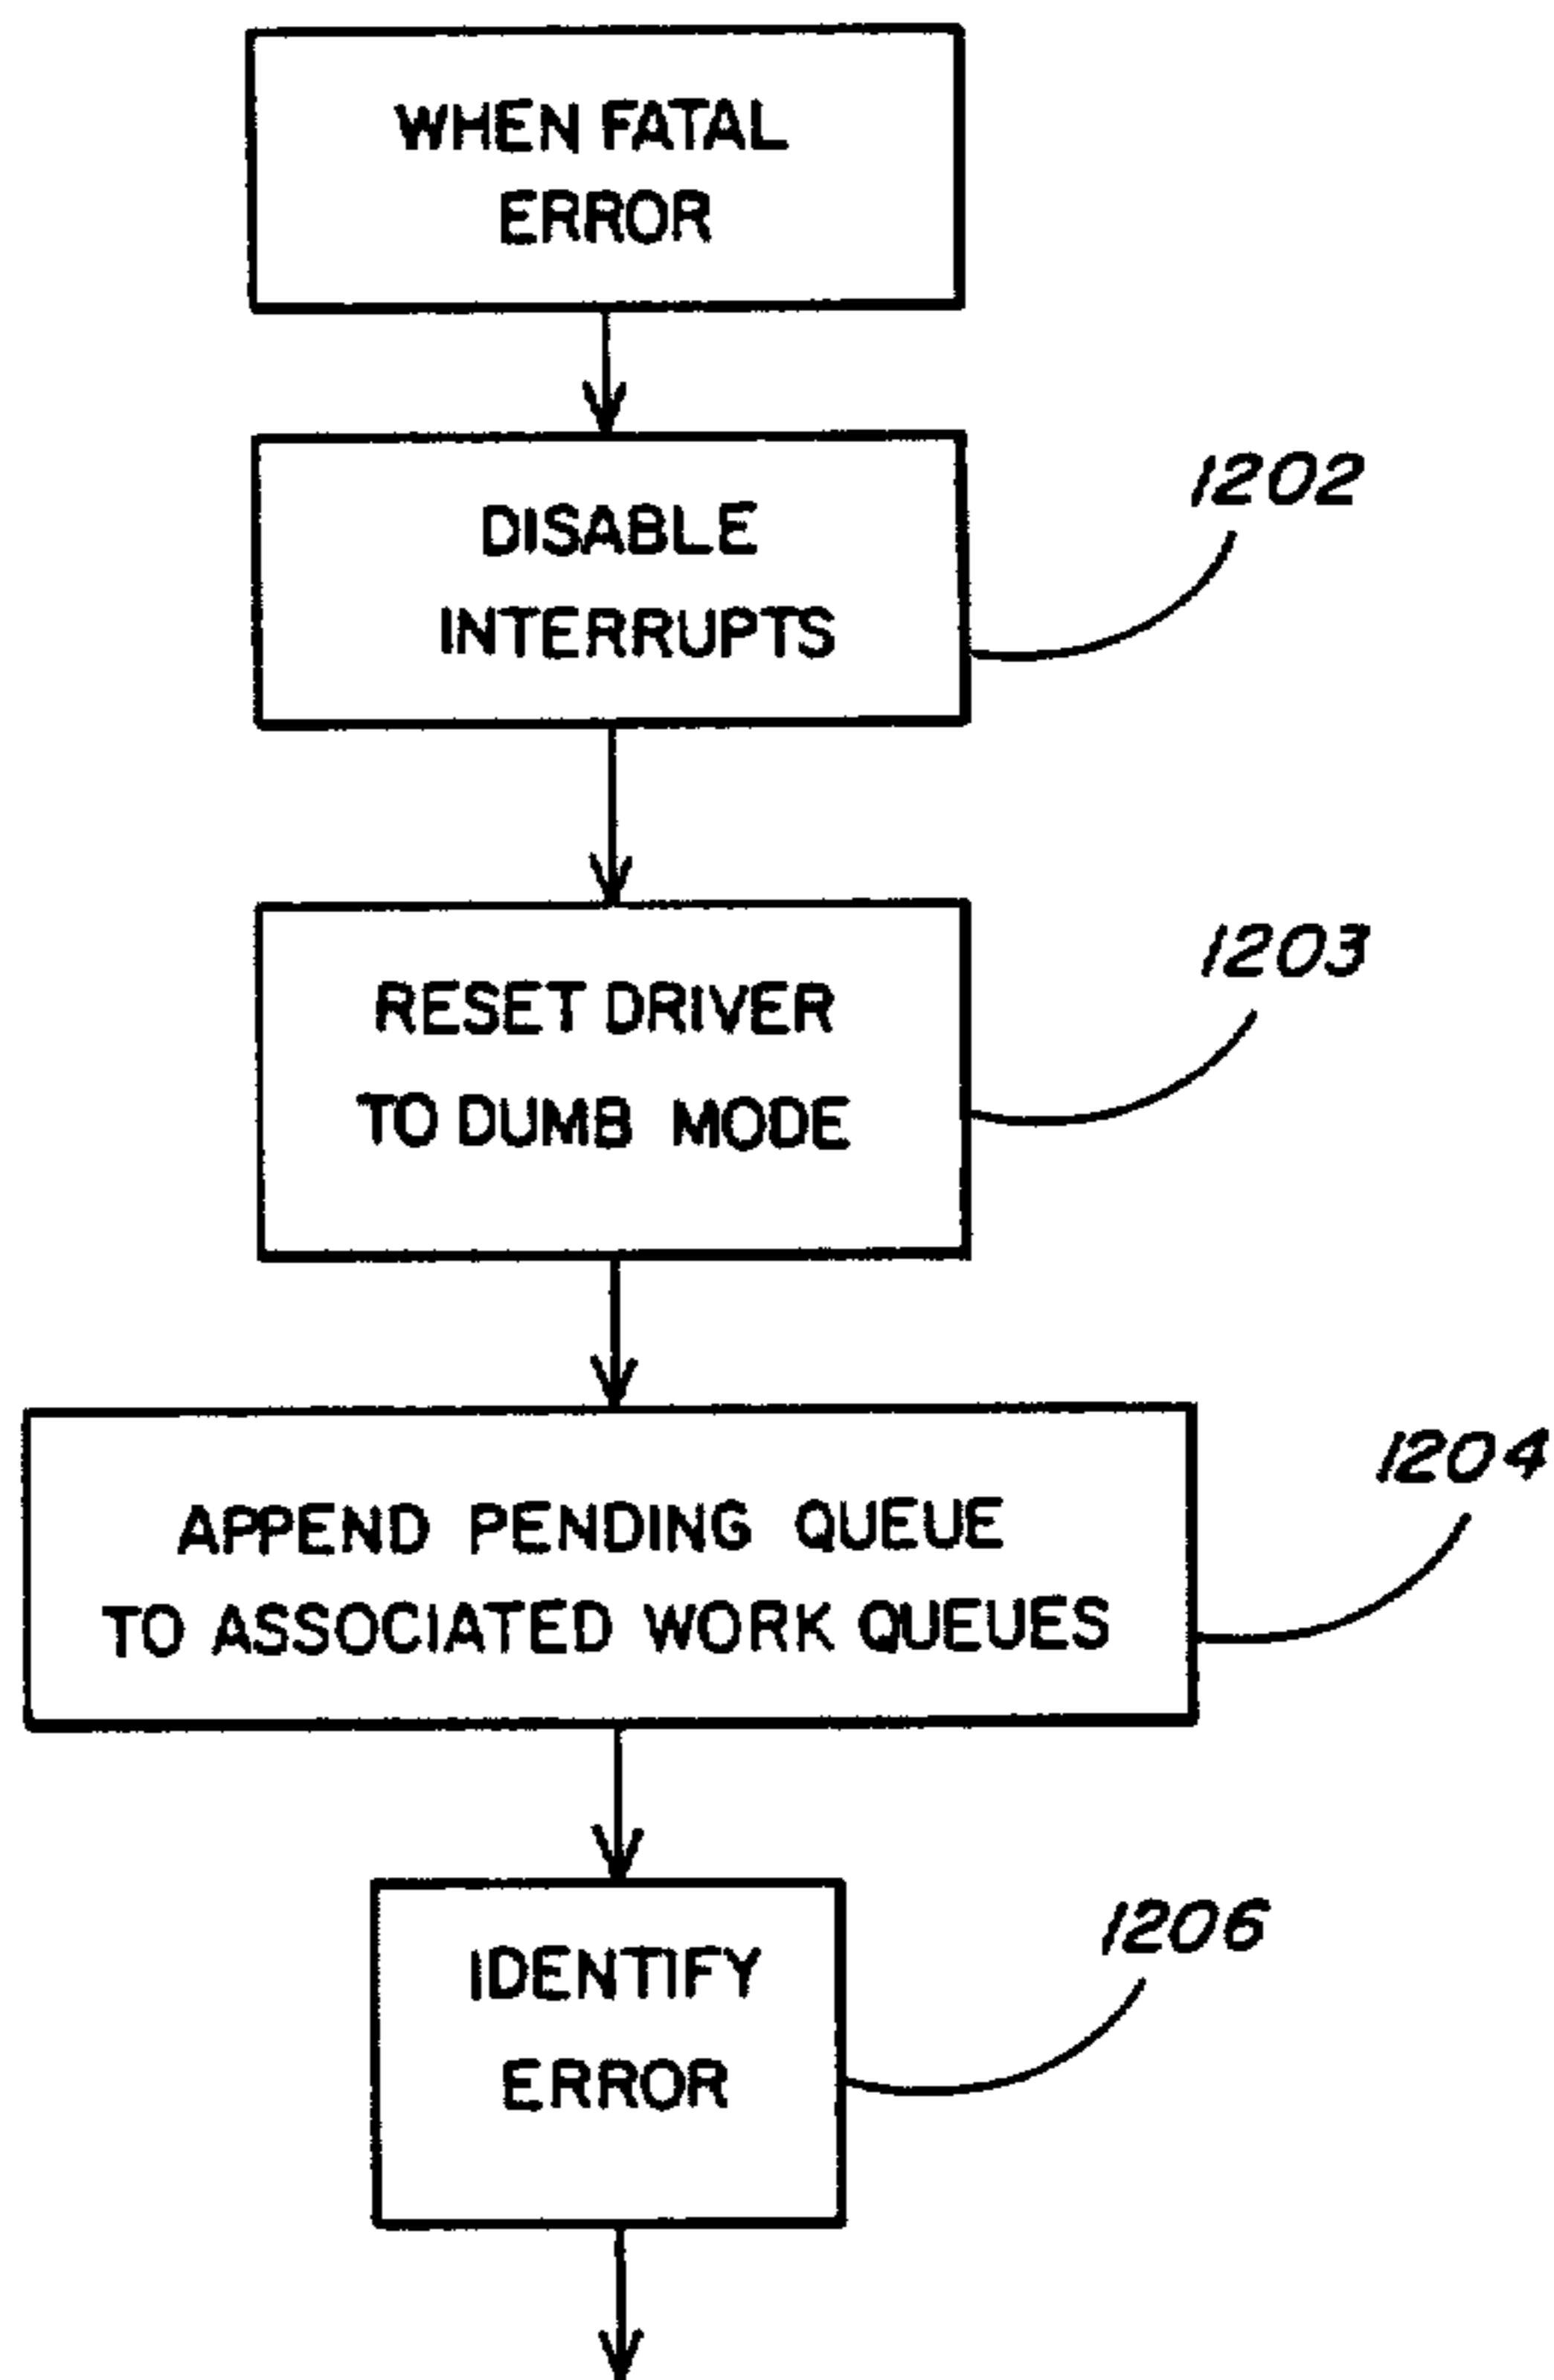 WHEN FATAL
ERROR
1202
DISABLE
INTERRUPTS
1203
RESET DRIVER
TO DUMB MODE
1204
APPEND PENDING QUEUE
TO ASSOCIATED WORK QUEUES
1206
IDENTIFY
ERROR